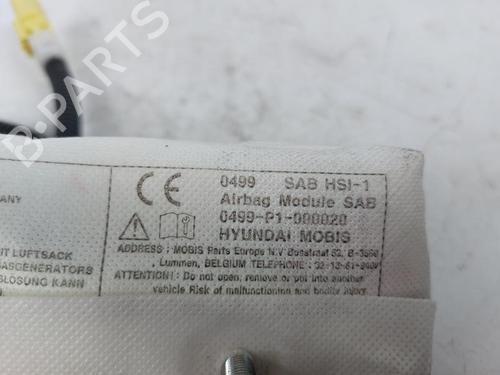 CE 0499 SAB HSI-1
Airbag Module SAB
0499-P1-000020
HYUNDAI MOBIS
ADDRESS : MOBIS Parts Europe N.V
Lummen, BELGIUM TELEPHONE :
ATTENTION! : Do not open, remove or put into another
vehicle Risk of malfunction and bodily injury
ANY
IT LUFTSACK
ASGENERATORS
SLOSUNG KANN
B-PARTS